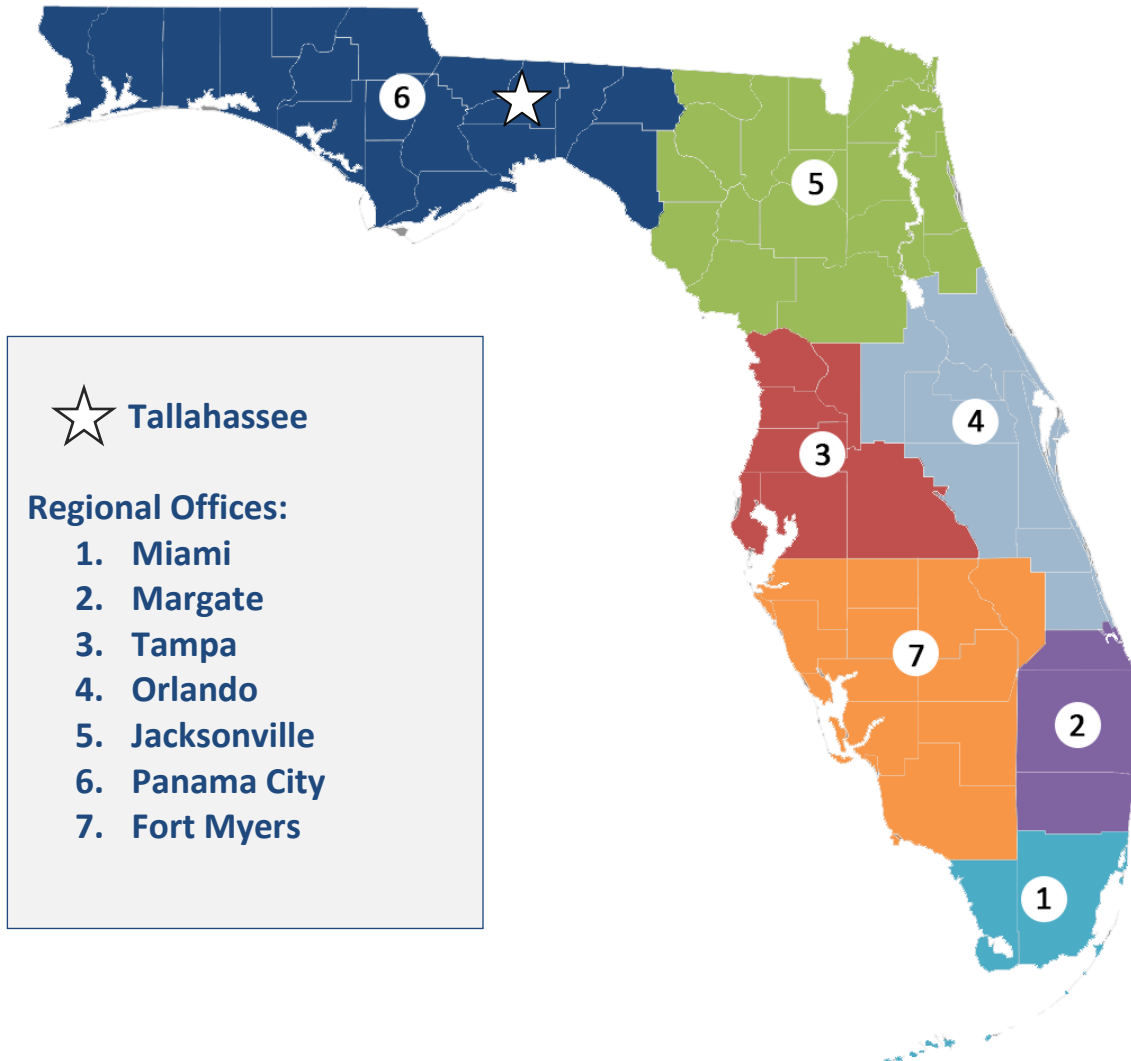 6
5
4
3
7
2
1
Tallahassee
Regional Offices:
1. Miami
2. Margate
3. Tampa
4. Orlando
5. Jacksonville
6. Panama City
7. Fort Myers